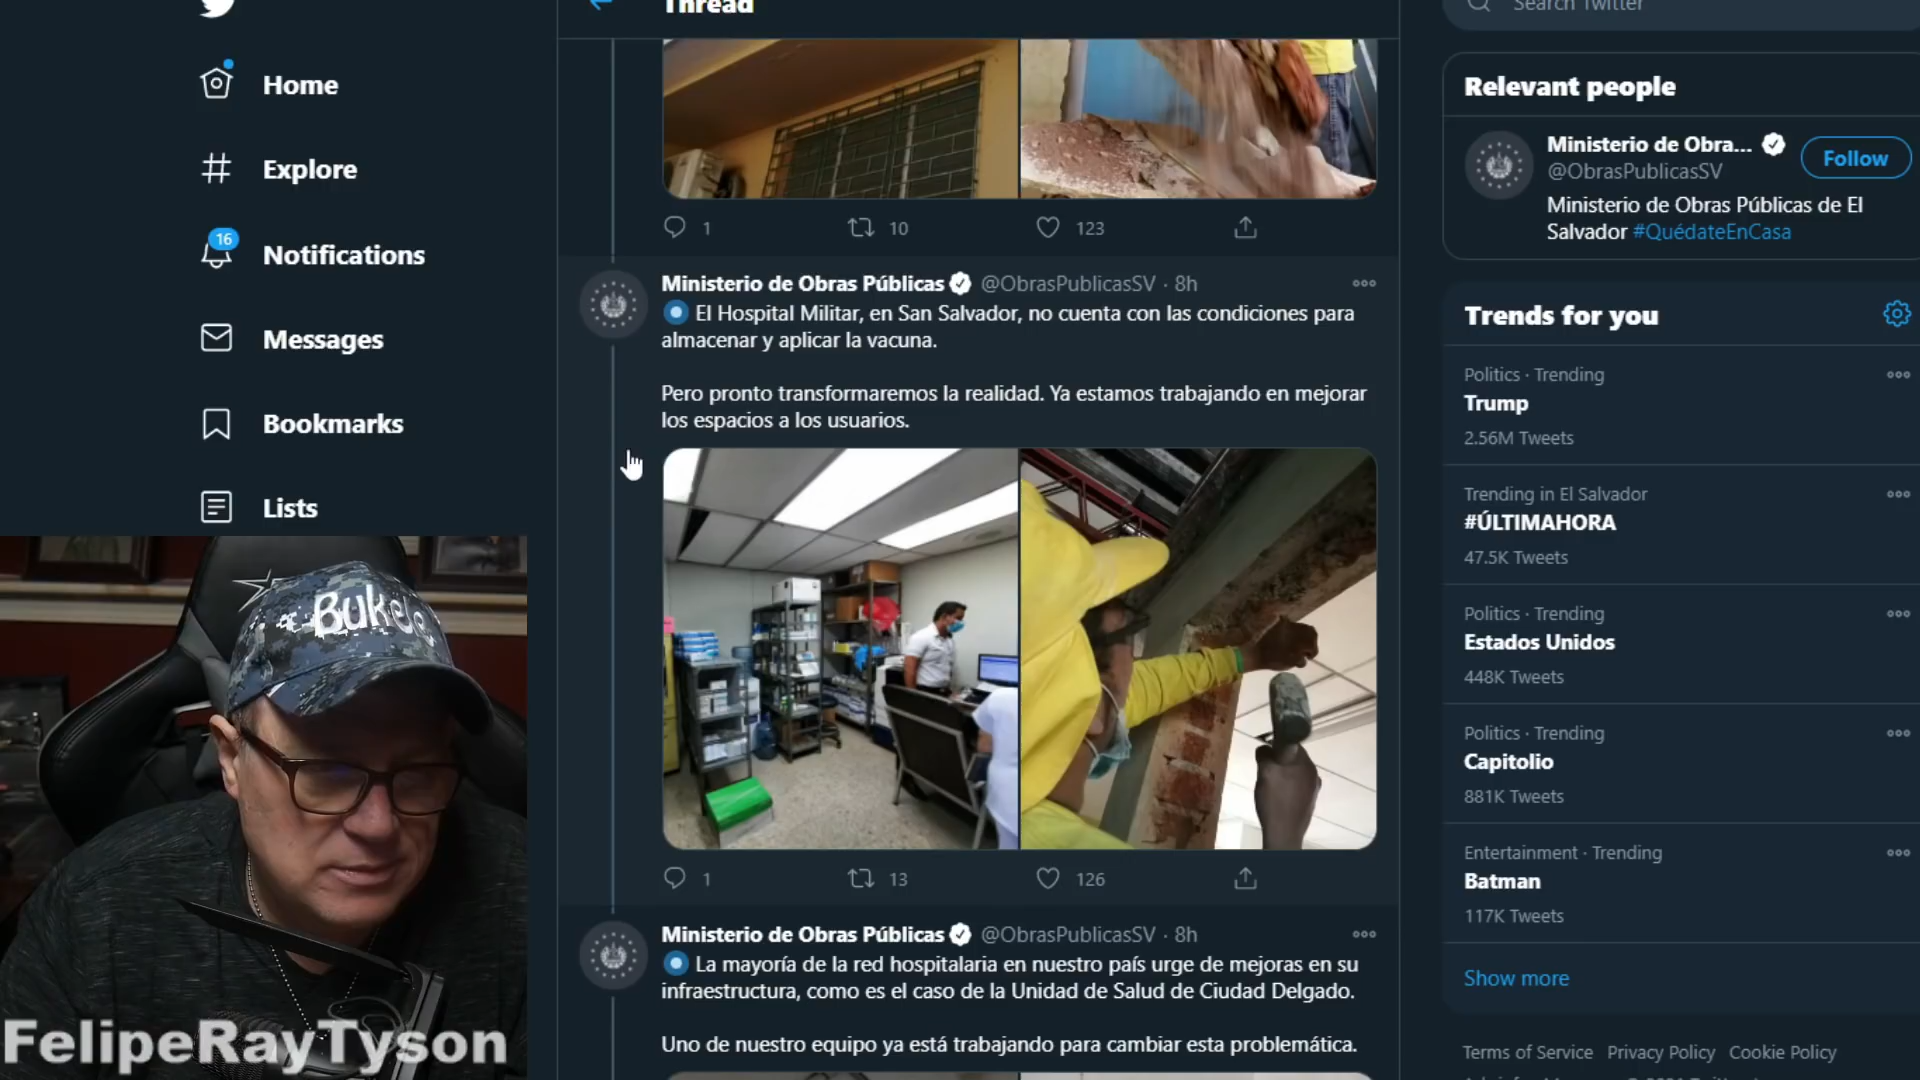 Thread
Search Twitter
Home
Explore
16
Notifications
Messages
Bookmarks
Lists
1 10 123
Ministerio de Obras Públicas @ObrasPublicasSV · 8h
El Hospital Militar, en San Salvador, no cuenta con las condiciones para
almacenar y aplicar la vacuna.
Pero pronto transformaremos la realidad. Ya estamos trabajando en mejorar
los espacios a los usuarios.
1 13 126
Ministerio de Obras Públicas @ObrasPublicasSV · 8h
La mayoría de la red hospitalaria en nuestro país urge de mejoras en su
infraestructura, como es el caso de la Unidad de Salud de Ciudad Delgado.
Uno de nuestro equipo ya está trabajando para cambiar esta problemática.
Relevant people
Ministerio de Obra...
@ObrasPublicasSV
Follow
Ministerio de Obras Públicas de El
Salvador #QuédateEnCasa
Trends for you
Politics · Trending
Trump
2.56M Tweets
Trending in El Salvador
#ÚLTIMAHORA
47.5K Tweets
Politics · Trending
Estados Unidos
448K Tweets
Politics · Trending
Capitolio
881K Tweets
Entertainment · Trending
Batman
117K Tweets
Show more
Terms of Service Privacy Policy Cookie Policy
Bukele
FelipeRayTyson